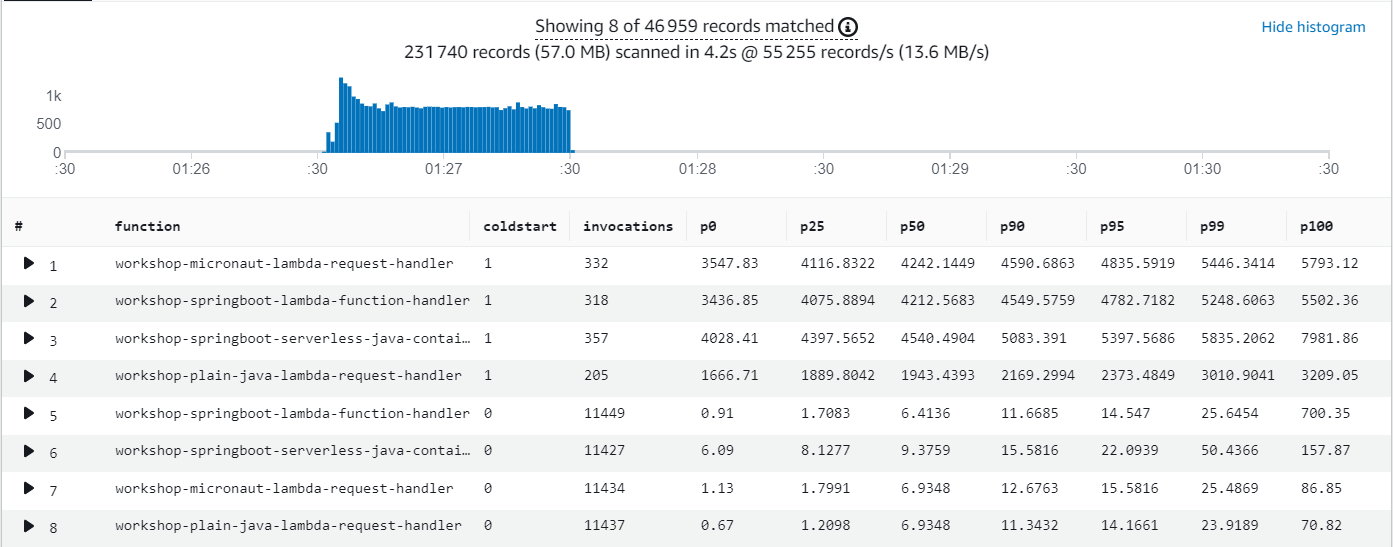 Showing 8 of 46 959 records matched
Hide histogram
231 740 records (57.0 MB) scanned in 4.2s @ 55 255 records/s (13.6 MB/s)
1k
500
0
:30 01:26 :30 01:27 :30 01:28 :30 01:29 :30 01:30 :30
# function coldstart invocations p0 p25 p50 p90 p95 p99 p100
1 workshop-micronaut-lambda-request-handler 1 332 3547.83 4116.8322 4242.1449 4590.6863 4835.5919 5446.3414 5793.12
2 workshop-springboot-lambda-function-handler 1 318 3436.85 4075.8894 4212.5683 4549.5759 4782.7182 5248.6063 5502.36
3 workshop-springboot-serverless-java-contai… 1 357 4028.41 4397.5652 4540.4904 5083.391 5397.5686 5835.2062 7981.86
4 workshop-plain-java-lambda-request-handler 1 205 1666.71 1889.8042 1943.4393 2169.2994 2373.4849 3010.9041 3209.05
5 workshop-springboot-lambda-function-handler 0 11449 0.91 1.7083 6.4136 11.6685 14.547 25.6454 700.35
6 workshop-springboot-serverless-java-contai… 0 11427 6.09 8.1277 9.3759 15.5816 22.0939 50.4366 157.87
7 workshop-micronaut-lambda-request-handler 0 11434 1.13 1.7991 6.9348 12.6763 15.5816 25.4869 86.85
8 workshop-plain-java-lambda-request-handler 0 11437 0.67 1.2098 6.9348 11.3432 14.1661 23.9189 70.82